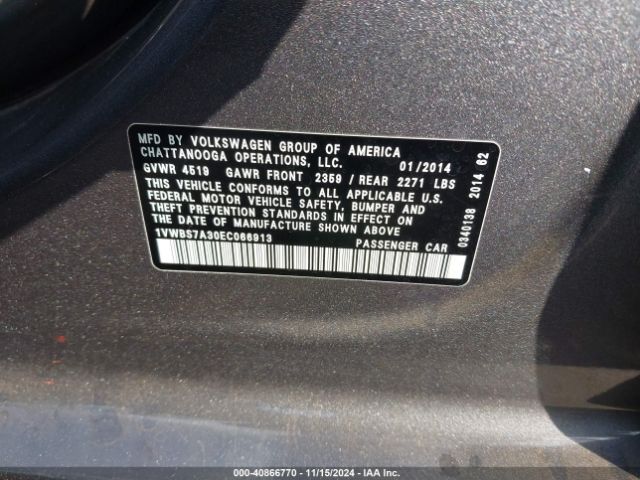 MFD BY VOLKSWAGEN GROUP OF AMERICA
CHATTANOOGA OPERATIONS, LLC. 01/2014
GVWR 4519 GAWR FRONT 2359 / REAR 2271 LBS
THIS VEHICLE CONFORMS TO ALL APPLICABLE U.S.
FEDERAL MOTOR VEHICLE SAFETY, BUMPER AND
THEFT PREVENTION STANDARDS IN EFFECT ON
THE DATE OF MANUFACTURE SHOWN ABOVE
1VWBS7A30EC066913 PASSENGER CAR
0340138 2014 62
000-40866770 - 11/15/2024 - IAA Inc.